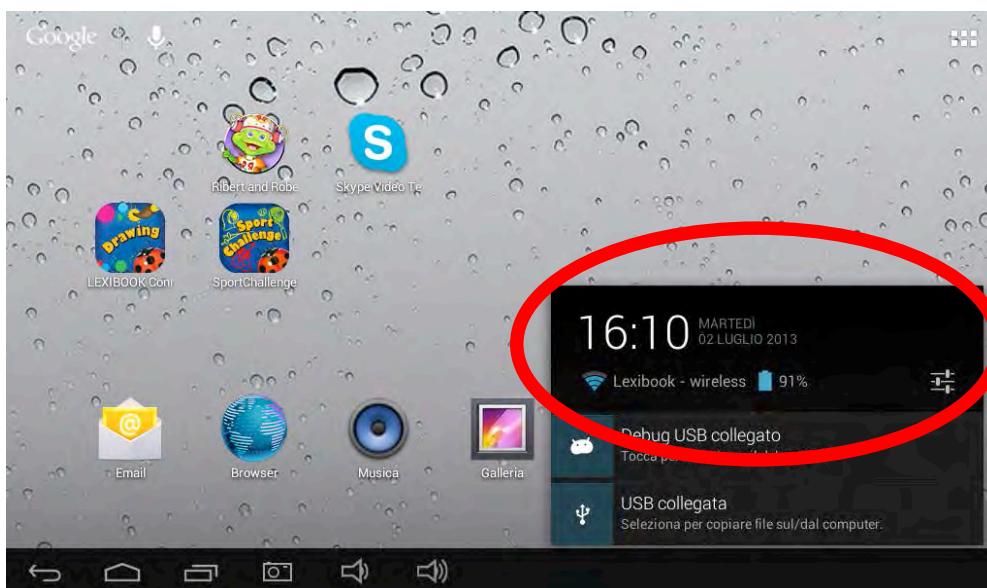 Google
Ribert and Robe
Skype Video Te
Drawing
Sport
Challenge
LEXIBOOK Conn
SportChallenge
16:10
MARTEDÌ
02 LUGLIO 2013
Lexibook - wireless 91%
Debug USB collegato
Tocca
USB collegata
Seleziona per copiare file sul/dal computer.
@
S
Email
Browser
Musica
Galleria